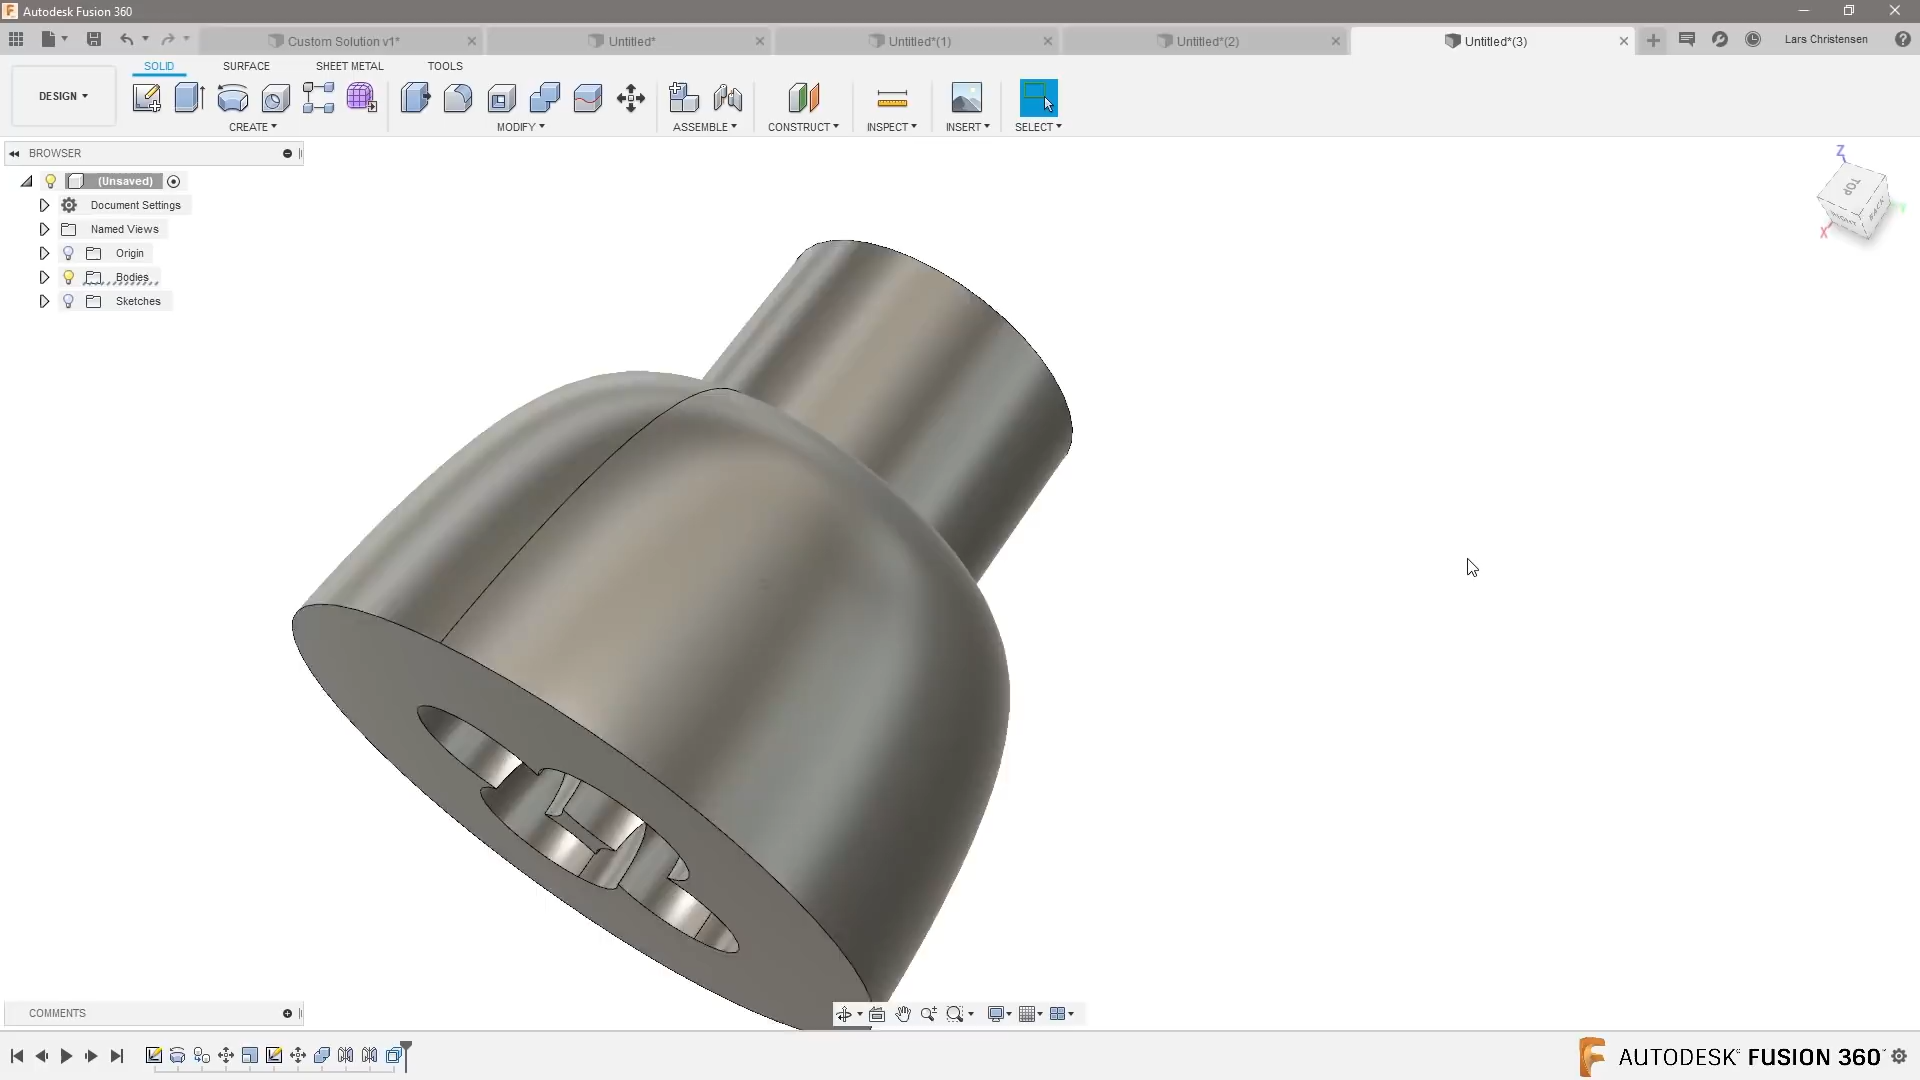 Autodesk Fusion 360
Custom Solution v1*
Untitled*
Untitled*(1)
Untitled*(2)
Untitled*(3)
Lars Christensen
DESIGN
SOLID
SURFACE
SHEET METAL
TOOLS
CREATE
MODIFY
ASSEMBLE
CONSTRUCT
INSPECT
INSERT
SELECT
BROWSER
(Unsaved)
Document Settings
Named Views
Origin
Bodies
Sketches
Z
TOP
RIGHT
BACK
X
Y
COMMENTS
AUTODESK® FUSION 360™